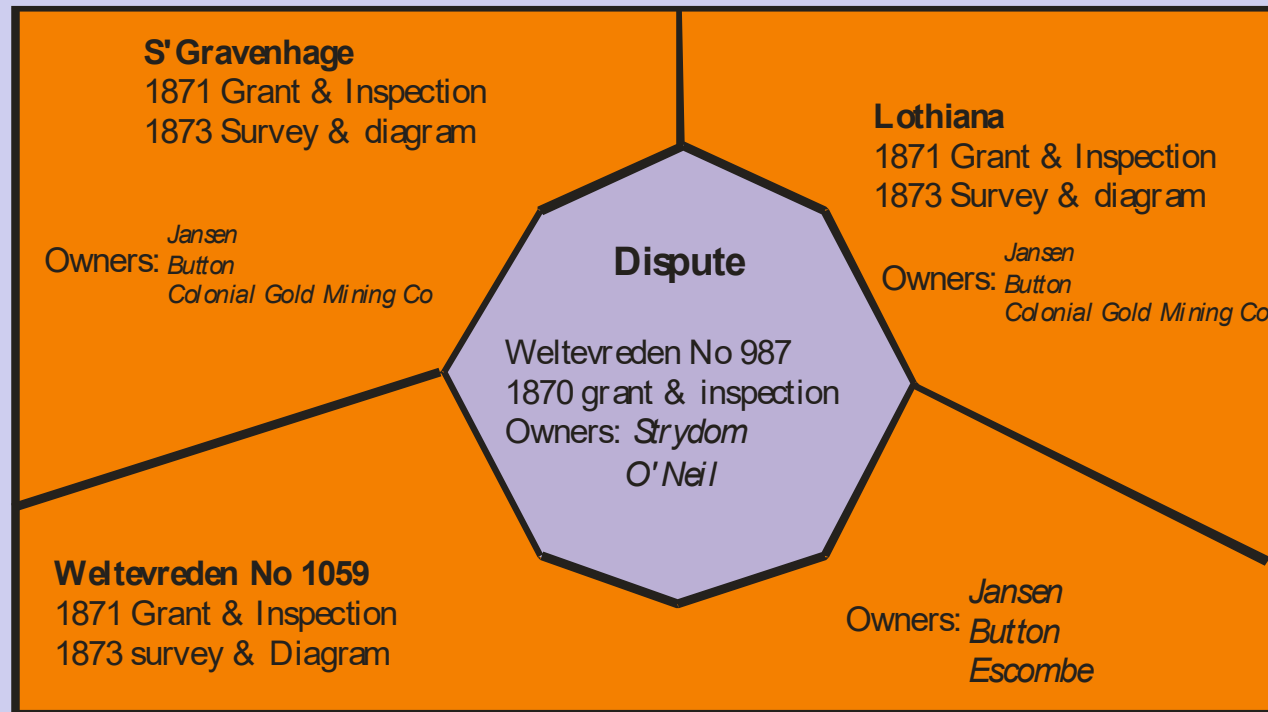 S'Gravenhage
1871 Grant & Inspection
1873 Survey & diagram
Owners: Jansen
Button
Colonial Gold Mining Co
Lothiana
1871 Grant & Inspection
1873 Survey & diagram
Owners: Jansen
Button
Colonial Gold Mining Co
Dispute
Weltevreden No 987
1870 grant & inspection
Owners: Strydom
O'Neil
Weltevreden No 1059
1871 Grant & Inspection
1873 survey & Diagram
Owners: Jansen
Button
Escombe